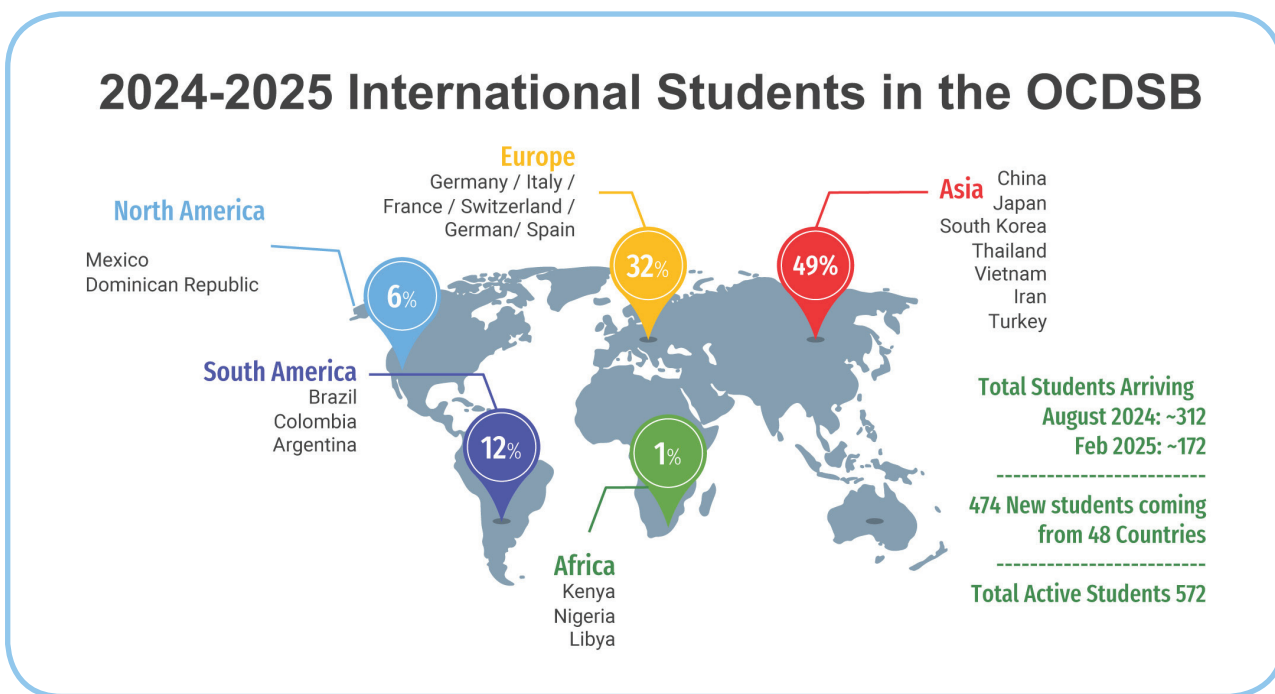 2024-2025 International Students in the OCDSB
North America
Mexico
Dominican Republic
6%
Europe
Germany / Italy /
France / Switzerland /
German/ Spain
32%
Asia
China
Japan
South Korea
Thailand
Vietnam
Iran
Turkey
49%
South America
Brazil
Colombia
Argentina
12%
Africa
Kenya
Nigeria
Libya
1%
Total Students Arriving
August 2024: ~312
Feb 2025: ~172
-------------------------
474 New students coming
from 48 Countries
-------------------------
Total Active Students 572